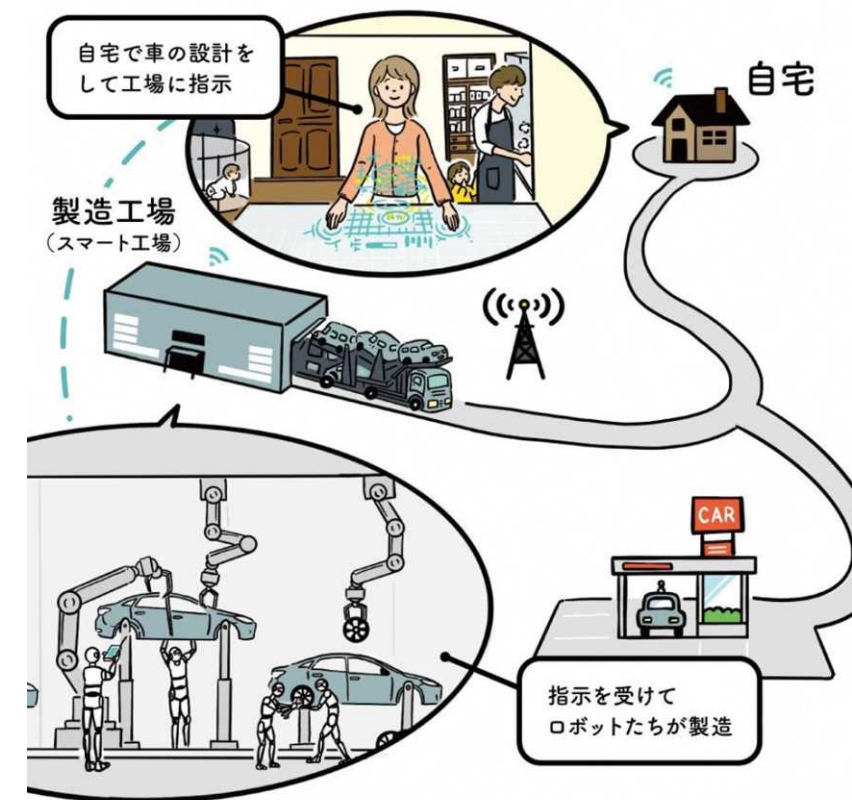 自宅で車の設計を
して工場に指示
自宅
製造工場
（スマート工場）
CAR
指示を受けて
ロボットたちが製造